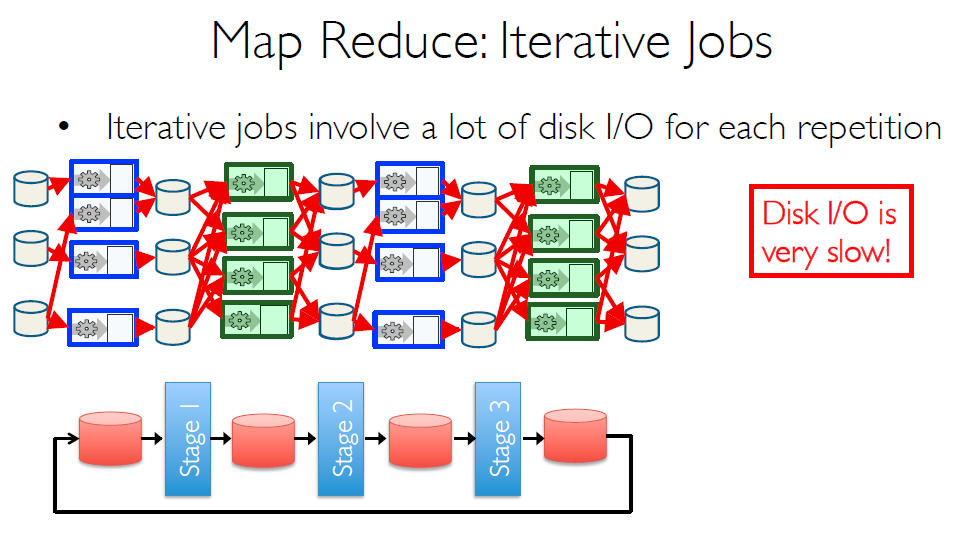 Map Reduce: Iterative Jobs
• Iterative jobs involve a lot of disk I/O for each repetition
Disk I/O is
very slow!
Stage 1
Stage 2
Stage 3